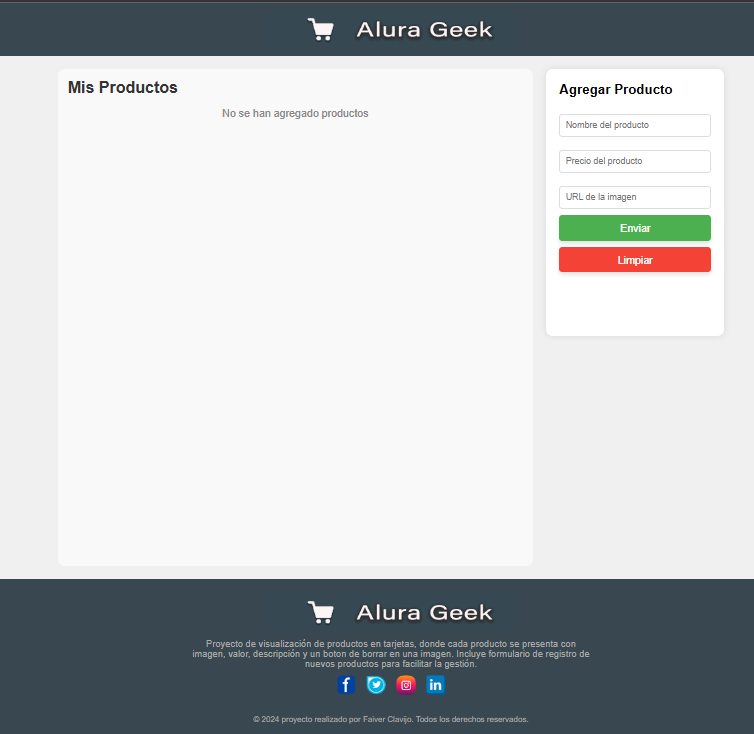 Alura Geek
Mis Productos
No se han agregado productos
Agregar Producto
Nombre del producto
Precio del producto
URL de la imagen
Enviar
Limpiar
Alura Geek
Proyecto de visualización de productos en tarjetas, donde cada producto se presenta con
imagen, valor, descripción y un boton de borrar en una imagen. Incluye formulario de registro de
nuevos productos para facilitar la gestión.
© 2024 proyecto realizado por Faiver Clavijo. Todos los derechos reservados.